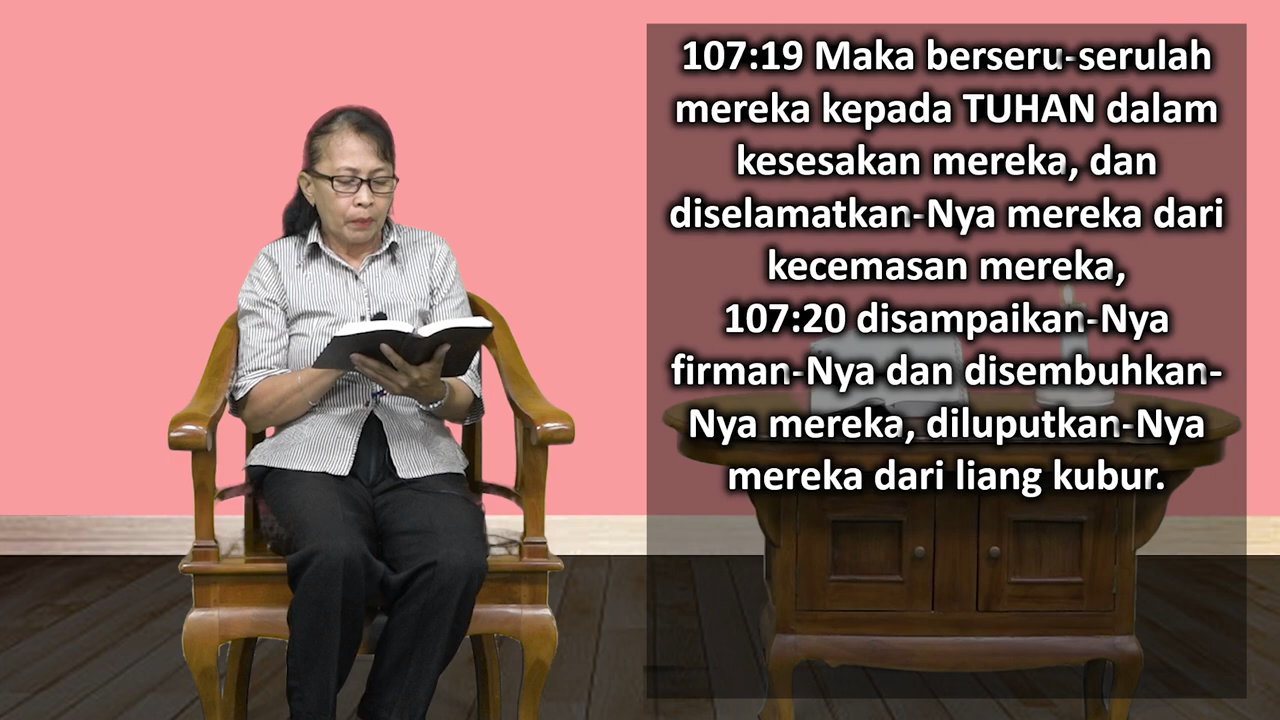 107:19 Maka berseru-serulah
mereka kepada TUHAN dalam
kesesakan mereka, dan
diselamatkan-Nya mereka dari
kecemasan mereka,
107:20 disampaikan-Nya
firman-Nya dan disembuhkan-
Nya mereka, diluputkan-Nya
mereka dari liang kubur.